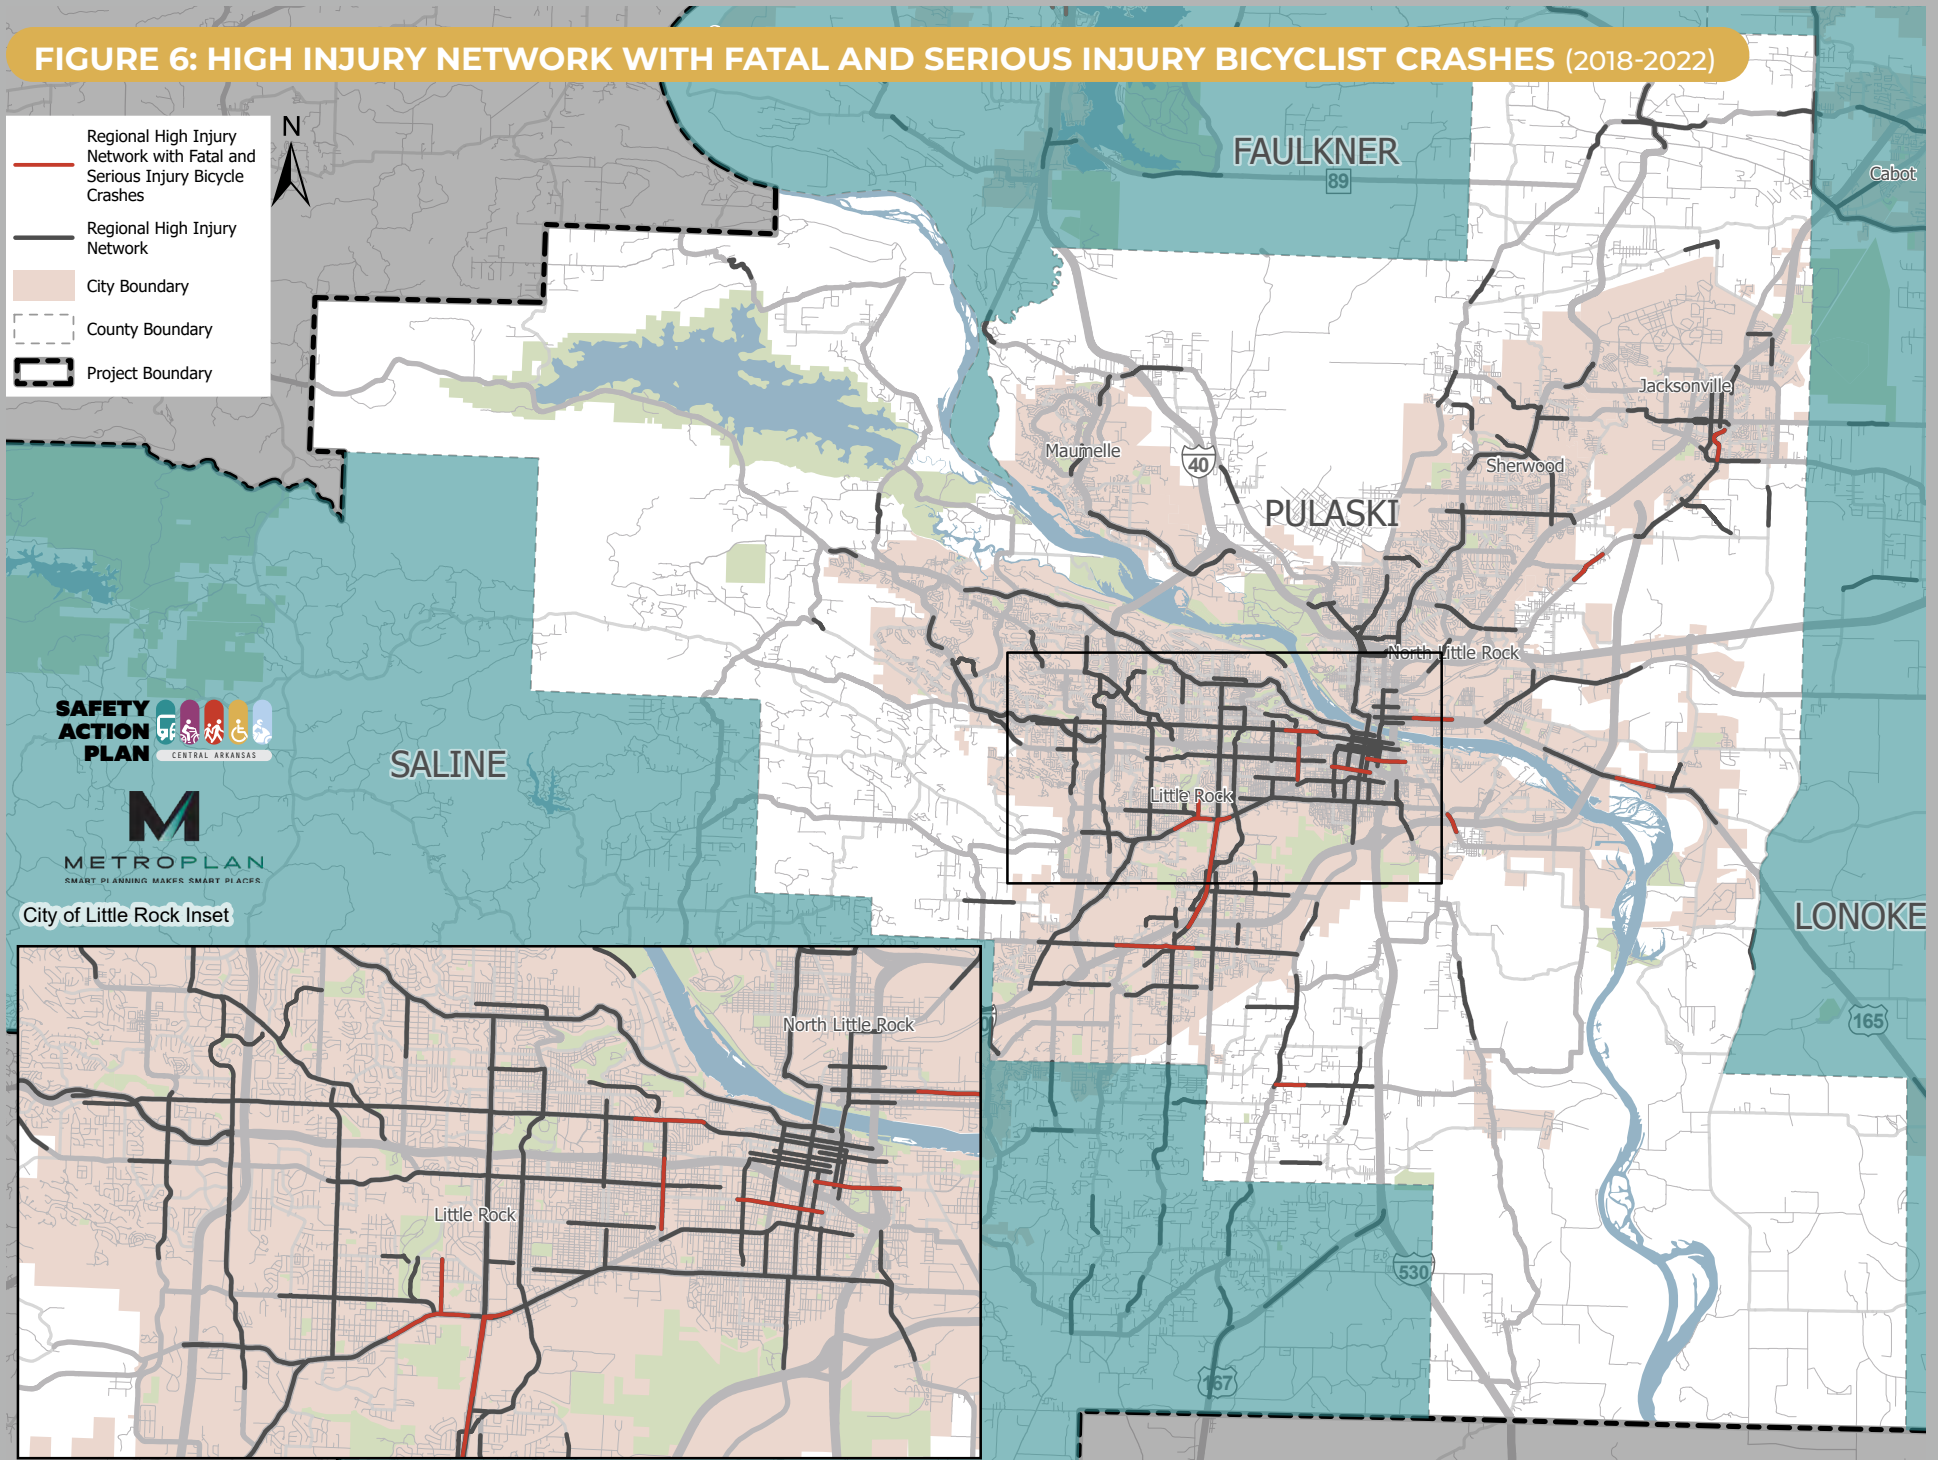 FIGURE 6: HIGH INJURY NETWORK WITH FATAL AND SERIOUS INJURY BICYCLIST CRASHES (2018-2022)
N
Regional High Injury
Network with Fatal and
Serious Injury Bicycle
Crashes
Regional High Injury
Network
City Boundary
County Boundary
Project Boundary
FAULKNER
89
Cabot
Jacksonville
Maumelle
40
Sherwood
PULASKI
North Little Rock
SAFETY
ACTION
PLAN
CENTRAL ARKANSAS
SALINE
Little Rock
METROPLAN
SMART PLANNING MAKES SMART PLACES.
City of Little Rock Inset
LONOKE
165
North Little Rock
Little Rock
530
167